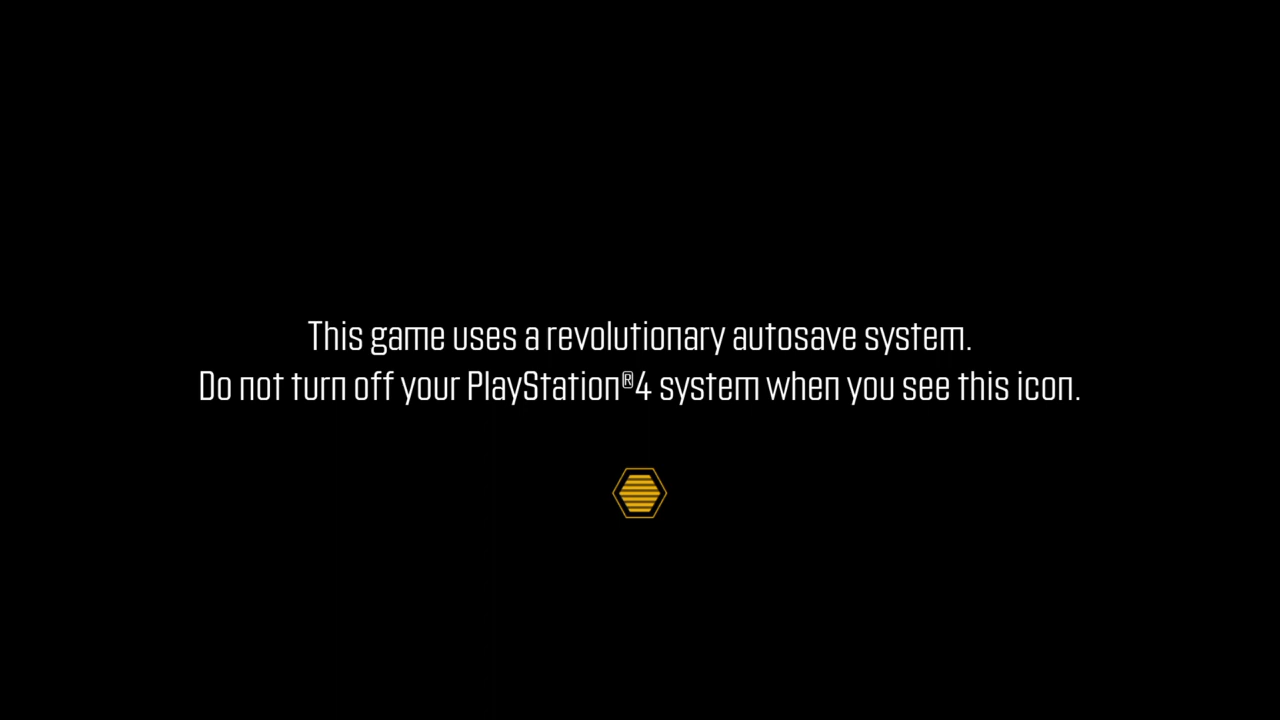 This game uses a revolutionary autosave system.
Do not turn off your PlayStation®4 system when you see this icon.